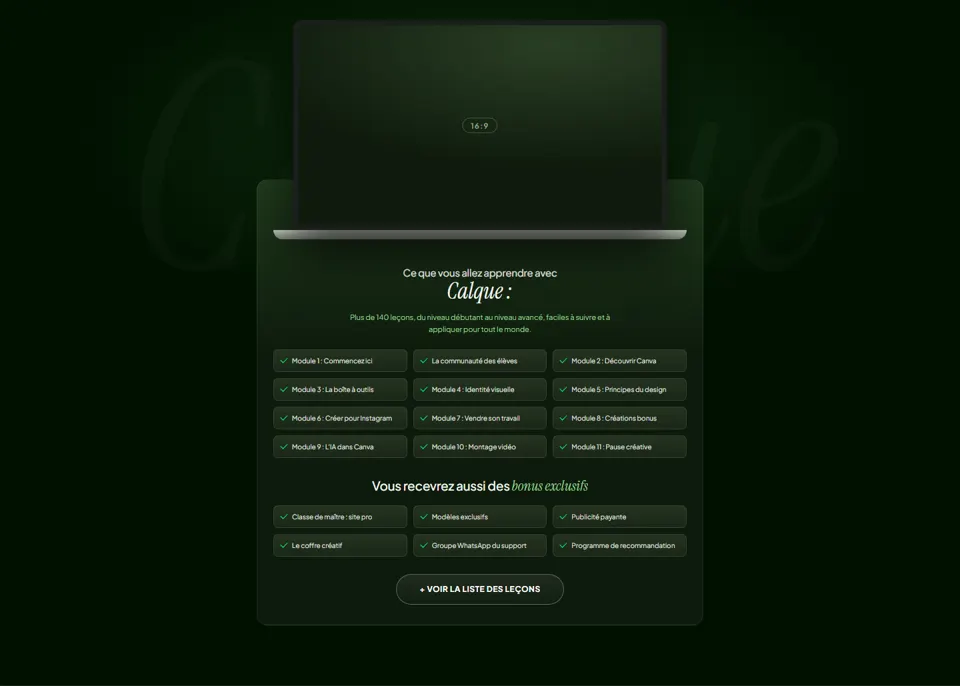 16:9
Ce que vous allez apprendre avec
Calque :
Plus de 140 leçons, du niveau débutant au niveau avancé, faciles à suivre et à
appliquer pour tout le monde.
Module 1 : Commencez ici
La communauté des élèves
Module 2 : Découvrir Canva
Module 3 : La boîte à outils
Module 4 : Identité visuelle
Module 5 : Principes du design
Module 6 : Créer pour Instagram
Module 7 : Vendre son travail
Module 8 : Créations bonus
Module 9 : L'IA dans Canva
Module 10 : Montage vidéo
Module 11 : Pause créative
Vous recevrez aussi des bonus exclusifs
Classe de maître : site pro
Modèles exclusifs
Publicité payante
Le coffre créatif
Groupe WhatsApp du support
Programme de recommandation
+ VOIR LA LISTE DES LEÇONS